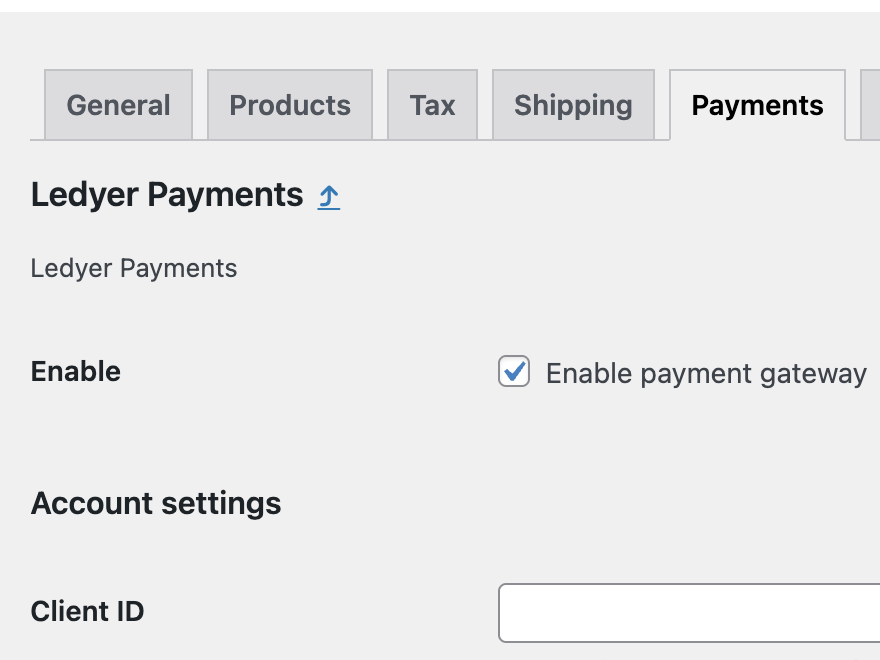 General Products Tax Shipping Payments
Ledyer Payments
Ledyer Payments
Enable Enable payment gateway
Account settings
Client ID